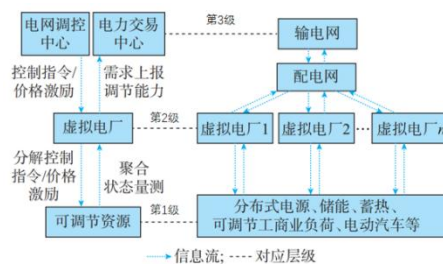 电网调控
中心
电力交易
中心
第3级
输电网
控制指令/
价格激励
需求上报
调节能力
配电网
虚拟电厂
第2级
虚拟电厂1
虚拟电厂2
虚拟电厂n
分解控制
指令/价格
激励
聚合
状态量测
可调节资源
第1级
分布式电源、储能、蓄热、
可调节工商业负荷、电动汽车等
信息流;
对应层级